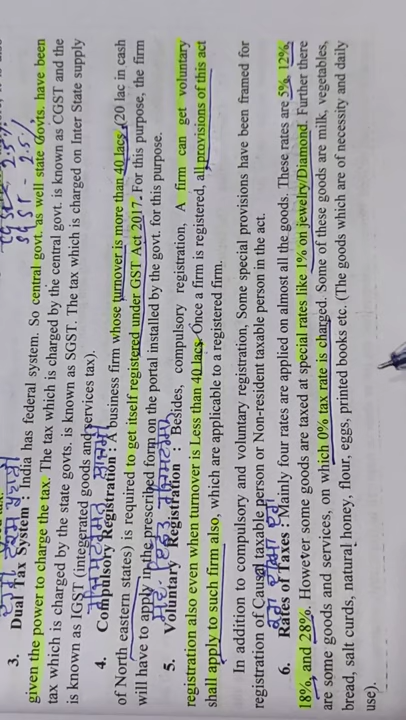 SGST - 2.5%
3. Dual Tax System : India has federal system. So central govt. as well state Govts. have been
given the power to charge the tax. The tax which is charged by the central govt. is known as CGST and the
tax which is charged by the state govts. is known as SGST. The tax which is charged on Inter State supply
is known as IGST (integerated goods and services tax).
4. Compulsory Registration : A business firm whose turnover is more than 40 lacs (20 lac in cash
of North eastern states) is required to get itself registered under GST Act 2017. For this purpose, the firm
will have to apply in the prescribed form on the portal installed by the govt. for this purpose.
5. Voluntary Registration : Besides, compulsory registration, A firm can get voluntary
registration also even when turnover is Less than 40 lacs. Once a firm is registered, all provisions of this act
shall apply to such firm also, which are applicable to a registered firm.
In addition to compulsory and voluntary registration, Some special provisions have been framed for
registration of Causal taxable person or Non-resident taxable person in the act.
6. Rates of Taxes : Mainly four rates are applied on almost all the goods. These rates are 5%, 12%,
18%, and 28%. However some goods are taxed at special rates like 1% on jewelry/Diamond. Further there
are some goods and services, on which 0% tax rate is charged. Some of these goods are milk, vegetables,
bread, salt curds, natural honey, flour, eggs, printed books etc. (The goods which are of necessity and daily
use).